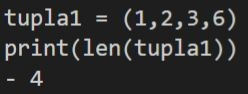 tupla1 = (1,2,3,6)
print(len(tupla1))
- 4